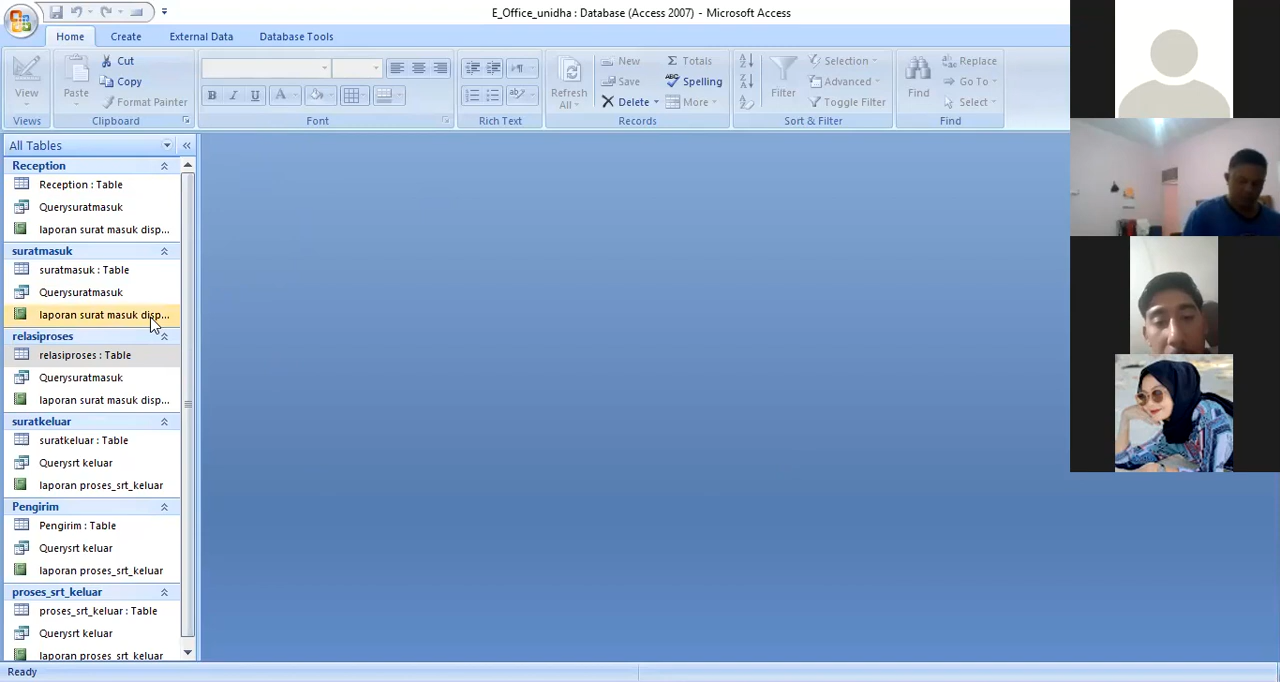 E_Office_unidha : Database (Access 2007) - Microsoft Access
Home Create External Data Database Tools
View
Views
Paste
Cut
Copy
Format Painter
Clipboard
B I U A
Font
Rich Text
Refresh All
New
Save
Delete
Totals
Spelling
More
Records
Filter
Selection
Advanced
Toggle Filter
Sort & Filter
Find
Replace
Go To
Select
Find
All Tables
Reception
Reception : Table
Querysuratmasuk
laporan surat masuk disp...
suratmasuk
suratmasuk : Table
Querysuratmasuk
laporan surat masuk disp...
relasiproses
relasiproses : Table
Querysuratmasuk
laporan surat masuk disp...
suratkeluar
suratkeluar : Table
Querysrt keluar
laporan proses_srt_keluar
Pengirim
Pengirim : Table
Querysrt keluar
laporan proses_srt_keluar
proses_srt_keluar
proses_srt_keluar : Table
Querysrt keluar
laporan proses_srt_keluar
Ready